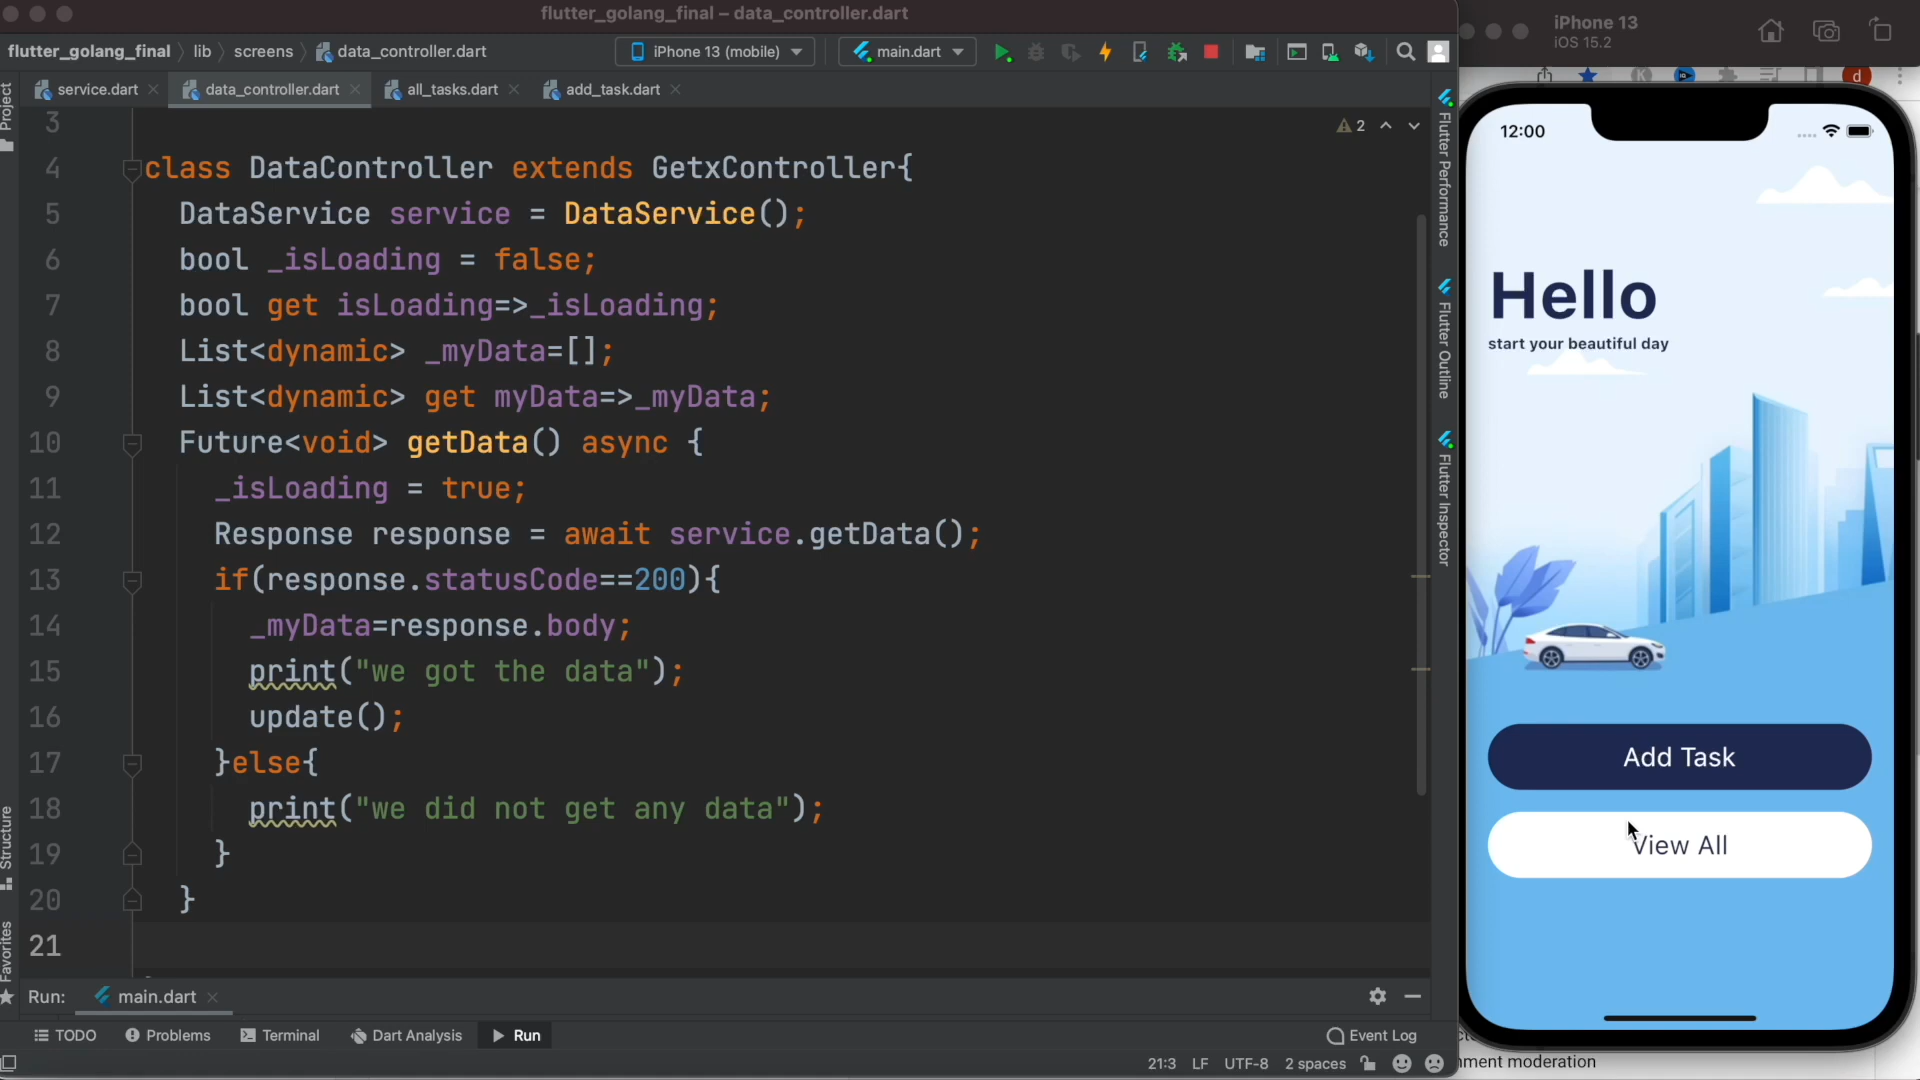 flutter_golang_final – data_controller.dart
flutter_golang_final lib screens data_controller.dart
iPhone 13 (mobile) main.dart
service.dart data_controller.dart all_tasks.dart add_task.dart
2
3
4 class DataController extends GetxController{
5 DataService service = DataService();
6 bool _isLoading = false;
7 bool get isLoading=>_isLoading;
8 List<dynamic> _myData=[];
9 List<dynamic> get myData=>_myData;
10 Future<void> getData() async {
11 _isLoading = true;
12 Response response = await service.getData();
13 if(response.statusCode==200){
14 _myData=response.body;
15 print("we got the data");
16 update();
17 }else{
18 print("we did not get any data");
19 }
20 }
21
Project
Structure
Favorites
Flutter Performance
Flutter Outline
Flutter Inspector
Run: main.dart
TODO Problems Terminal Dart Analysis Run Event Log
21:3 LF UTF-8 2 spaces
iPhone 13
iOS 15.2
d
12:00
Hello
start your beautiful day
Add Task
View All
nment moderation